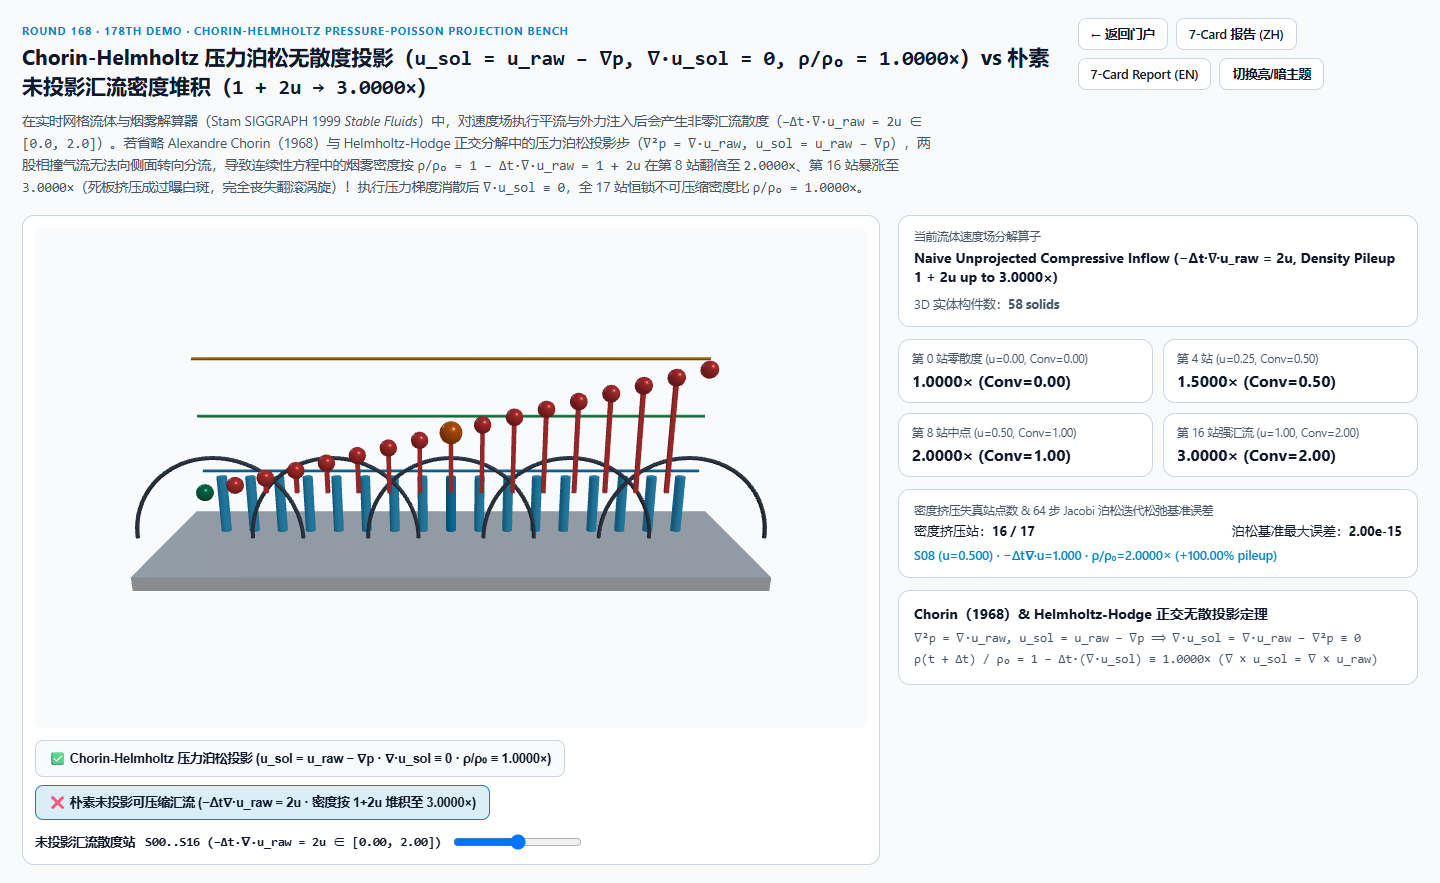 ROUND 168 · 178TH DEMO · CHORIN-HELMHOLTZ PRESSURE-POISSON PROJECTION BENCH
Chorin-Helmholtz 压力泊松无散度投影（u_sol = u_raw − ∇p, ∇·u_sol = 0, ρ/ρ₀ = 1.0000×）vs 朴素
未投影汇流密度堆积（1 + 2u → 3.0000×）
← 返回门户
7-Card 报告 (ZH)
7-Card Report (EN)
切换亮/暗主题
在实时网格流体与烟雾解算器（Stam SIGGRAPH 1999 Stable Fluids）中，对速度场执行平流与外力注入后会产生非零汇流散度（−Δt·∇·u_raw = 2u ∈
[0.0, 2.0]）。若省略 Alexandre Chorin（1968）与 Helmholtz-Hodge 正交分解中的压力泊松投影步（∇²p = ∇·u_raw, u_sol = u_raw − ∇p），两
股相撞气流无法向侧面转向分流，导致连续性方程中的烟雾密度按 ρ/ρ₀ = 1 − Δt·∇·u_raw = 1 + 2u 在第 8 站翻倍至 2.0000×、第 16 站暴涨至
3.0000×（死板挤压成过曝白斑，完全丧失翻滚涡旋）！执行压力梯度消散后 ∇·u_sol ≡ 0，全 17 站恒锁不可压缩密度比 ρ/ρ₀ = 1.0000×。
当前流体速度场分解算子
Naive Unprojected Compressive Inflow (−Δt·∇·u_raw = 2u, Density Pileup
1 + 2u up to 3.0000×)
3D 实体构件数：58 solids
第 0 站零散度 (u=0.00, Conv=0.00)
1.0000× (Conv=0.00)
第 4 站 (u=0.25, Conv=0.50)
1.5000× (Conv=0.50)
第 8 站中点 (u=0.50, Conv=1.00)
2.0000× (Conv=1.00)
第 16 站强汇流 (u=1.00, Conv=2.00)
3.0000× (Conv=2.00)
密度挤压失真站点数 & 64 步 Jacobi 泊松迭代松弛基准误差
密度挤压站：16 / 17
泊松基准最大误差：2.00e-15
S08 (u=0.500) · −Δt∇·u=1.000 · ρ/ρ₀=2.0000× (+100.00% pileup)
Chorin（1968）& Helmholtz-Hodge 正交无散投影定理
∇²p = ∇·u_raw, u_sol = u_raw − ∇p ⟹ ∇·u_sol = ∇·u_raw − ∇²p ≡ 0
ρ(t + Δt) / ρ₀ = 1 − Δt·(∇·u_sol) ≡ 1.0000× (∇ × u_sol = ∇ × u_raw)
✅ Chorin-Helmholtz 压力泊松投影 (u_sol = u_raw − ∇p · ∇·u_sol ≡ 0 · ρ/ρ₀ ≡ 1.0000×)
❌ 朴素未投影可压缩汇流 (−Δt∇·u_raw = 2u · 密度按 1+2u 堆积至 3.0000×)
未投影汇流散度站 S00..S16 (−Δt·∇·u_raw = 2u ∈ [0.00, 2.00])